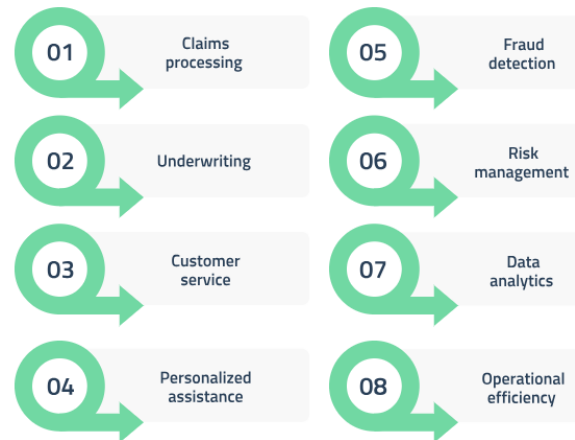 01
Claims
processing
02
Underwriting
03
Customer
service
04
Personalized
assistance
05
Fraud
detection
06
Risk
management
07
Data
analytics
08
Operational
efficiency